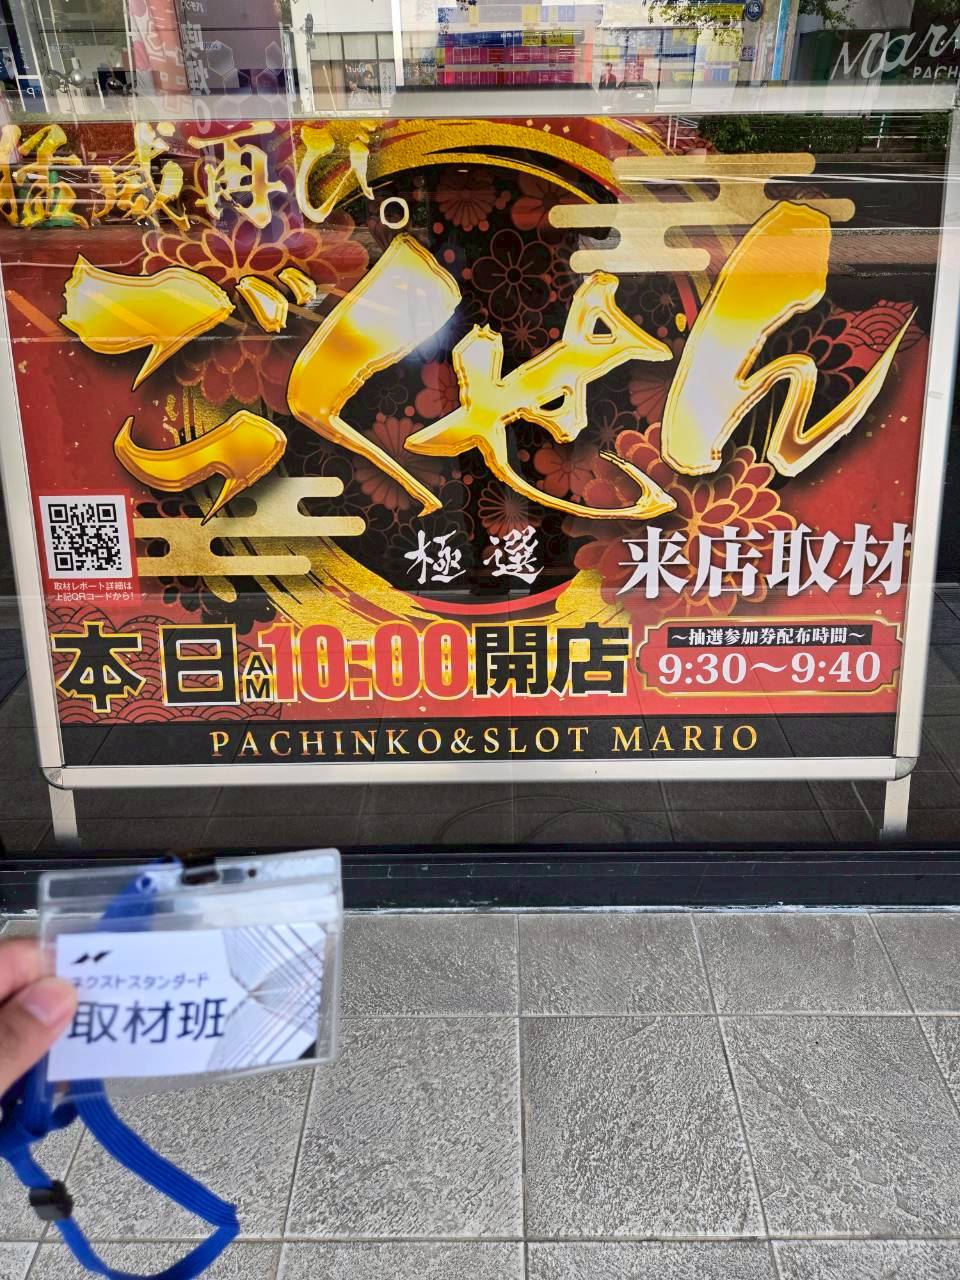 Mar
PACH
猛威再び。
ごくせん
極選
来店取材
取材レポート詳細は
上記QRコードから!
本日AM10:00開店
～抽選参加券配布時間～
9:30～9:40
PACHINKO&SLOT MARIO
ネクストスタンダード
取材班